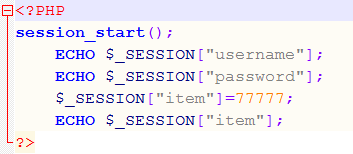 <?PHP
session_start();
ECHO $_SESSION["username"];
ECHO $_SESSION["password"];
$_SESSION["item"]=77777;
ECHO $_SESSION["item"];
?>